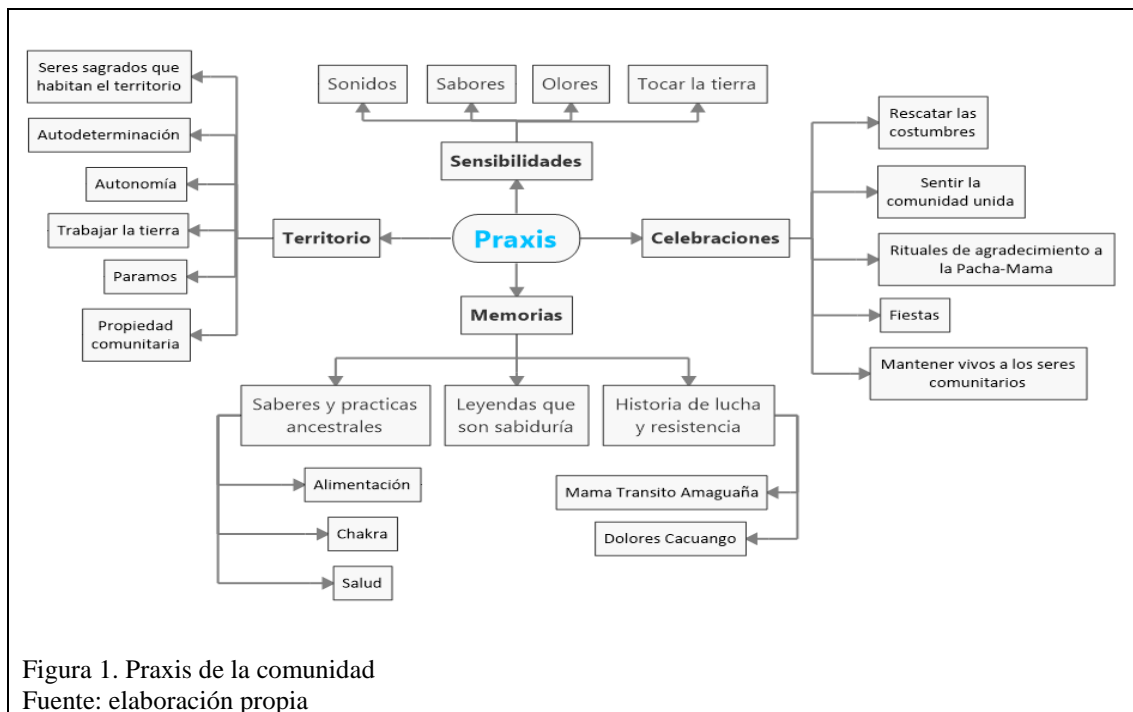 Seres sagrados que
habitan el territorio
Autodeterminación
Autonomía
Trabajar la tierra
Paramos
Propiedad
comunitaria
Territorio
Sonidos
Sabores
Olores
Tocar la tierra
Sensibilidades
Praxis
Celebraciones
Rescatar las
costumbres
Sentir la
comunidad unida
Rituales de agradecimiento a
la Pacha-Mama
Fiestas
Mantener vivos a los seres
comunitarios
Memorias
Saberes y practicas
ancestrales
Leyendas que
son sabiduría
Historia de lucha
y resistencia
Alimentación
Chakra
Salud
Mama Transito Amaguaña
Dolores Cacuango
Figura 1. Praxis de la comunidad
Fuente: elaboración propia